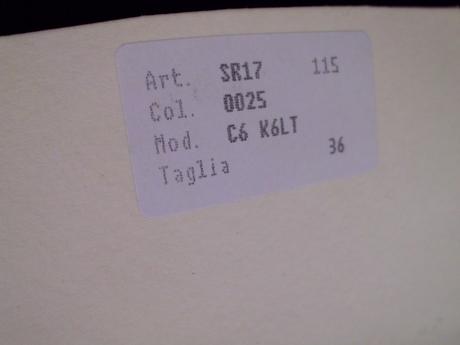 Art. SR17 115
Col. 0025
Mod. C6 K6LT
Taglia 36